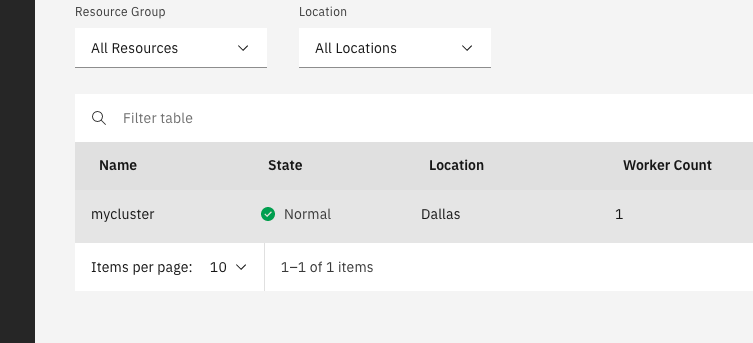 Resource Group Location
All Resources All Locations
Filter table
Name State Location Worker Count
mycluster Normal Dallas 1
Items per page: 10 1–1 of 1 items